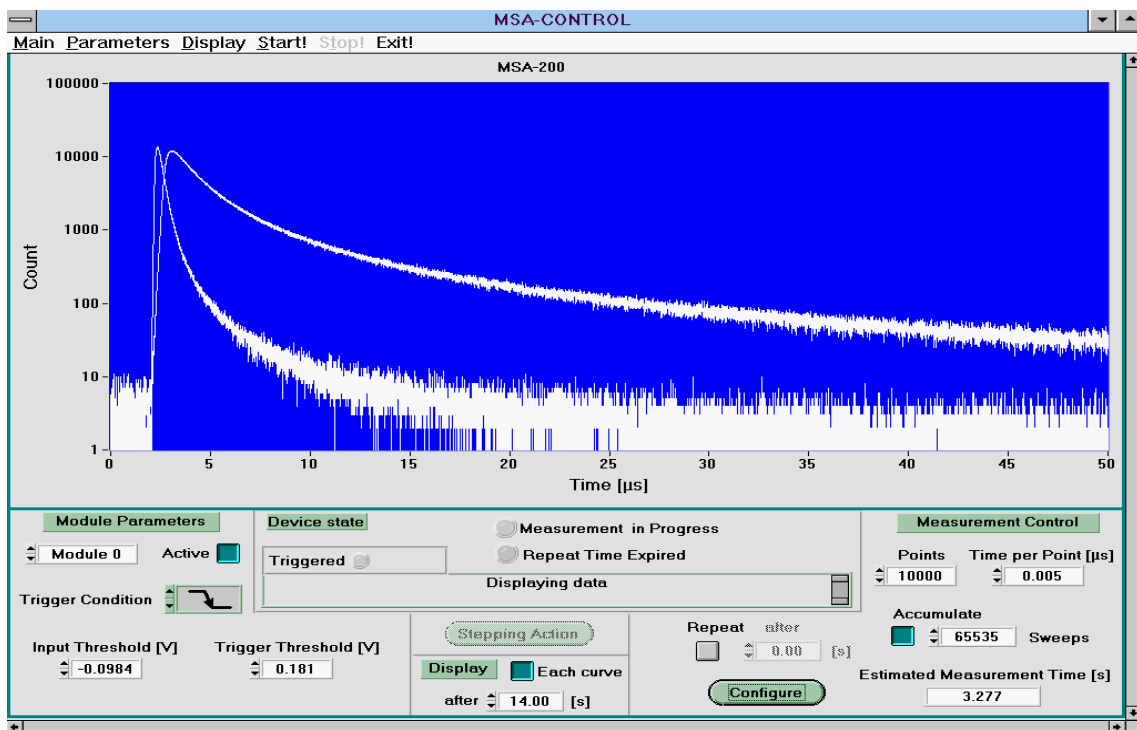 MSA-CONTROL
Main Parameters Display Start! Stop! Exit!
MSA-200
100000
10000
1000
100
10
1
Count
0 5 10 15 20 25 30 35 40 45 50
Time [µs]
Module Parameters
Module 0 Active
Trigger Condition
Input Threshold [V] Trigger Threshold [V]
-0.0984 0.181
Device state
Measurement in Progress
Triggered
Repeat Time Expired
Displaying data
Stepping Action
Display Each curve
after 14.00 [s]
Repeat after
0.00 [s]
Configure
Measurement Control
Points Time per Point [µs]
10000 0.005
Accumulate
65535 Sweeps
Estimated Measurement Time [s]
3.277